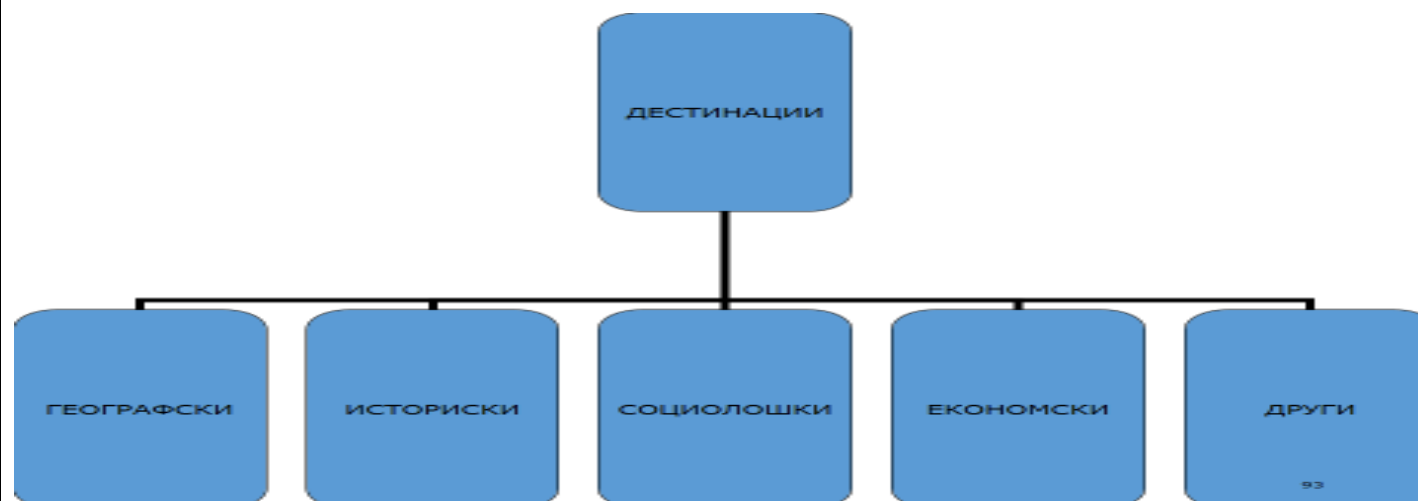 ДЕСТИНАЦИИ
ГЕОГРАФСКИ
ИСТОРИСКИ
СОЦИОЛОШКИ
ЕКОНОМСКИ
ДРУГИ
93